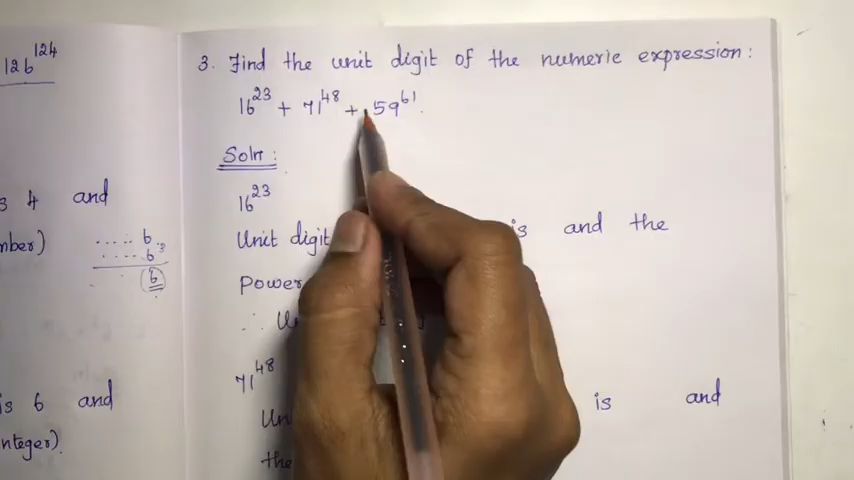 126^124
3 4 and
mber)
..... 6
..... 6 's
6
is 6 and
nteger).
3. Find the unit digit of the numeric expression:
16^23 + 71^48 + 59^61.
Soln:
16^23
Unit digit is and the
Power
∴ U
71^48
Un is and
the